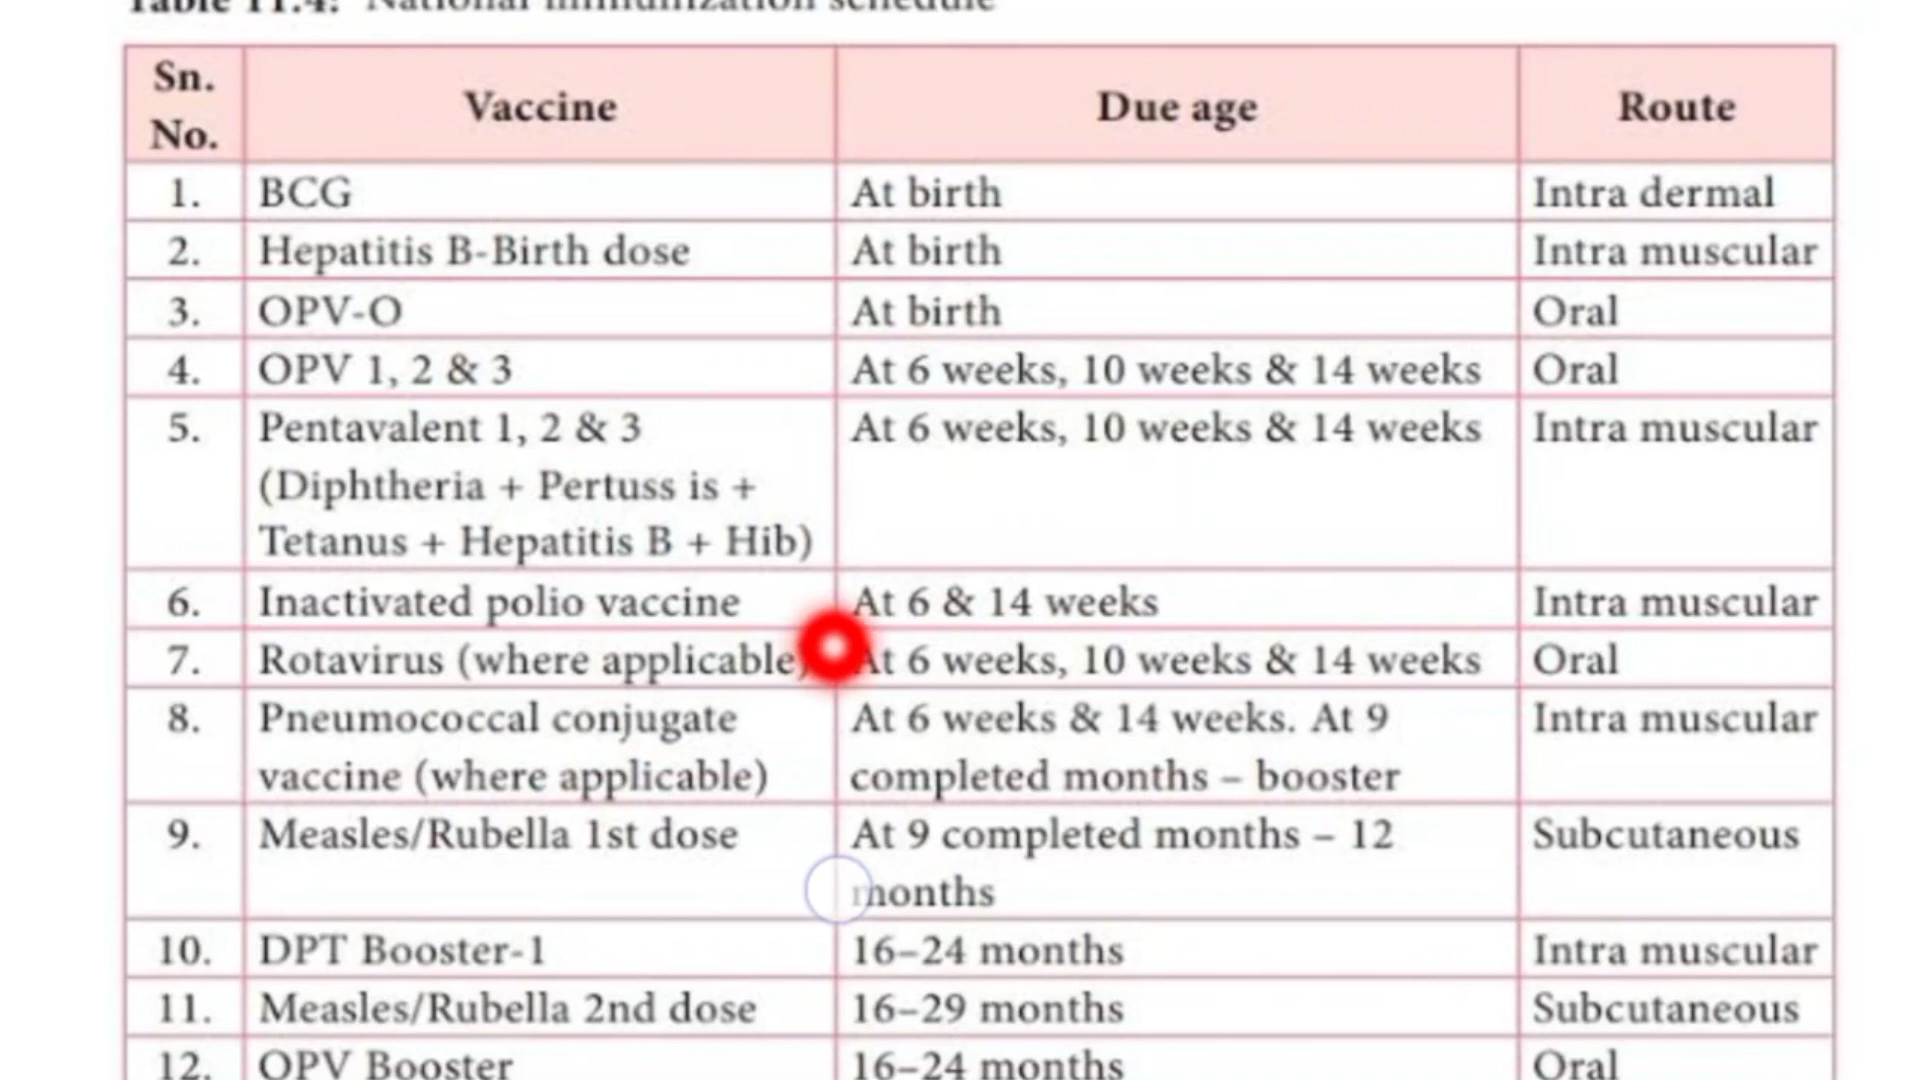 Table 11.4: National immunization schedule
Sn. No. Vaccine Due age Route
1. BCG At birth Intra dermal
2. Hepatitis B-Birth dose At birth Intra muscular
3. OPV-O At birth Oral
4. OPV 1, 2 & 3 At 6 weeks, 10 weeks & 14 weeks Oral
5. Pentavalent 1, 2 & 3 At 6 weeks, 10 weeks & 14 weeks Intra muscular
(Diphtheria + Pertuss is +
Tetanus + Hepatitis B + Hib)
6. Inactivated polio vaccine At 6 & 14 weeks Intra muscular
7. Rotavirus (where applicable) At 6 weeks, 10 weeks & 14 weeks Oral
8. Pneumococcal conjugate At 6 weeks & 14 weeks. At 9 Intra muscular
vaccine (where applicable) completed months – booster
9. Measles/Rubella 1st dose At 9 completed months – 12 Subcutaneous
months
10. DPT Booster-1 16–24 months Intra muscular
11. Measles/Rubella 2nd dose 16–29 months Subcutaneous
12. OPV Booster 16–24 months Oral